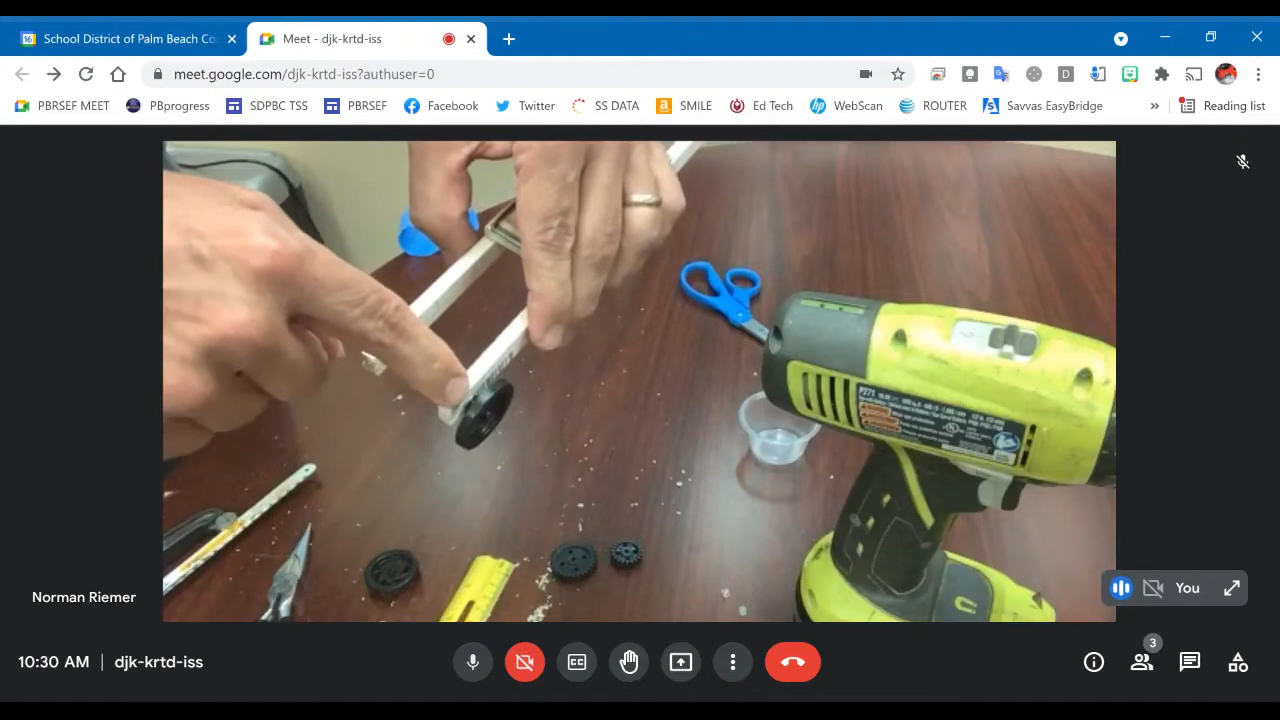 School District of Palm Beach Co
Meet - djk-krtd-iss
meet.google.com/djk-krtd-iss?authuser=0
PBRSEF MEET
PBprogress
SDPBC TSS
PBRSEF
Facebook
Twitter
SS DATA
SMILE
Ed Tech
WebScan
ROUTER
Savvas EasyBridge
»
Reading list
P271
Norman Riemer
You
10:30 AM | djk-krtd-iss
CC
3